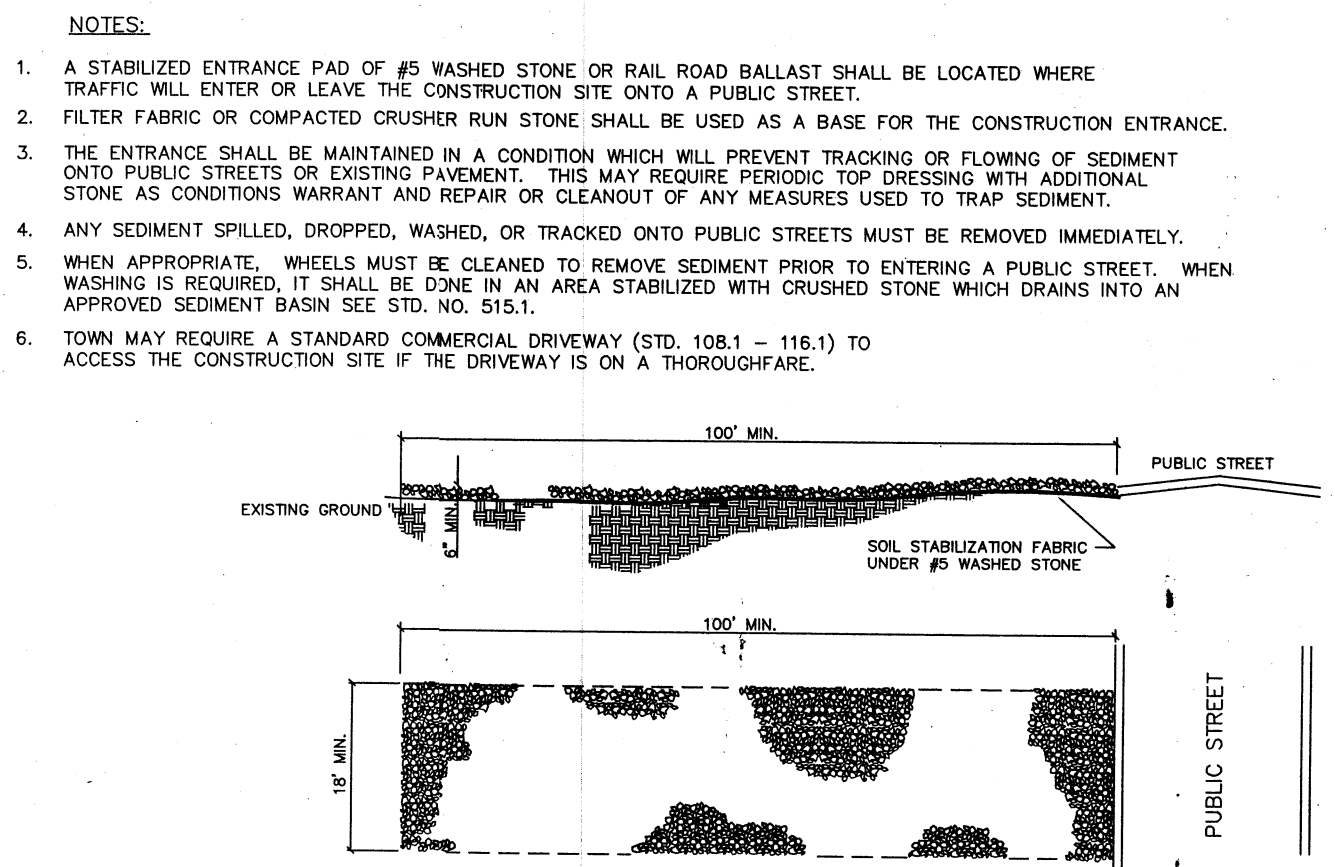 NOTES:
1. A STABILIZED ENTRANCE PAD OF #5 WASHED STONE OR RAIL ROAD BALLAST SHALL BE LOCATED WHERE
TRAFFIC WILL ENTER OR LEAVE THE CONSTRUCTION SITE ONTO A PUBLIC STREET.
2. FILTER FABRIC OR COMPACTED CRUSHER RUN STONE SHALL BE USED AS A BASE FOR THE CONSTRUCTION ENTRANCE.
3. THE ENTRANCE SHALL BE MAINTAINED IN A CONDITION WHICH WILL PREVENT TRACKING OR FLOWING OF SEDIMENT
ONTO PUBLIC STREETS OR EXISTING PAVEMENT. THIS MAY REQUIRE PERIODIC TOP DRESSING WITH ADDITIONAL
STONE AS CONDITIONS WARRANT AND REPAIR OR CLEANOUT OF ANY MEASURES USED TO TRAP SEDIMENT.
4. ANY SEDIMENT SPILLED, DROPPED, WASHED, OR TRACKED ONTO PUBLIC STREETS MUST BE REMOVED IMMEDIATELY.
5. WHEN APPROPRIATE, WHEELS MUST BE CLEANED TO REMOVE SEDIMENT PRIOR TO ENTERING A PUBLIC STREET. WHEN
WASHING IS REQUIRED, IT SHALL BE DONE IN AN AREA STABILIZED WITH CRUSHED STONE WHICH DRAINS INTO AN
APPROVED SEDIMENT BASIN SEE STD. NO. 515.1.
6. TOWN MAY REQUIRE A STANDARD COMMERCIAL DRIVEWAY (STD. 108.1 – 116.1) TO
ACCESS THE CONSTRUCTION SITE IF THE DRIVEWAY IS ON A THOROUGHFARE.
100' MIN.
PUBLIC STREET
EXISTING GROUND
6" MIN.
SOIL STABILIZATION FABRIC
UNDER #5 WASHED STONE
100' MIN.
18' MIN.
PUBLIC STREET